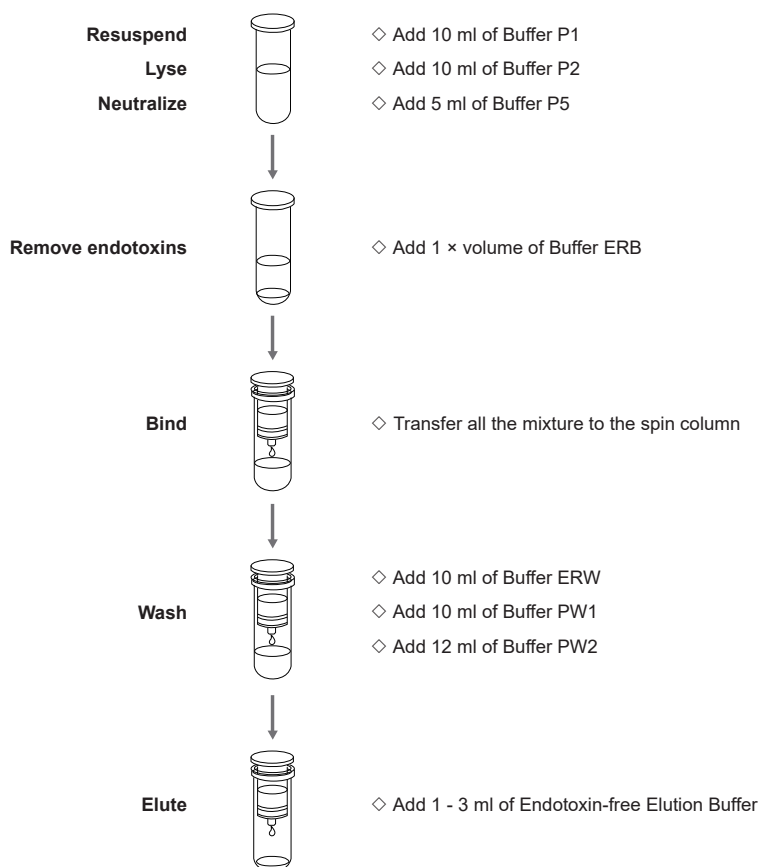 Resuspend ◇ Add 10 ml of Buffer P1
Lyse ◇ Add 10 ml of Buffer P2
Neutralize ◇ Add 5 ml of Buffer P5
Remove endotoxins ◇ Add 1 × volume of Buffer ERB
Bind ◇ Transfer all the mixture to the spin column
◇ Add 10 ml of Buffer ERW
Wash ◇ Add 10 ml of Buffer PW1
◇ Add 12 ml of Buffer PW2
Elute ◇ Add 1 - 3 ml of Endotoxin-free Elution Buffer